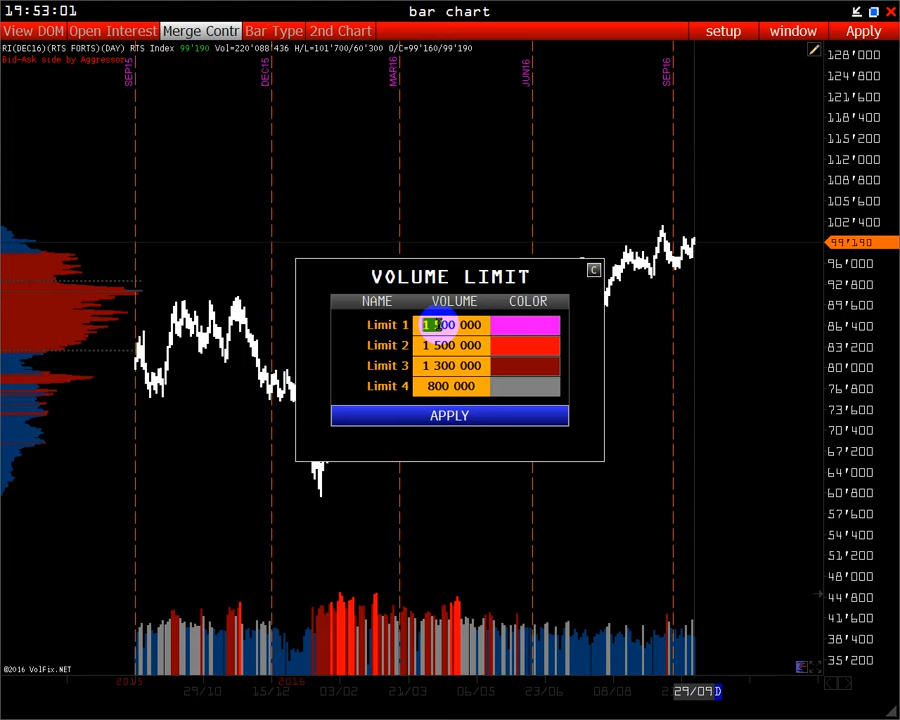 19:53:01
bar chart
View DOM Open Interest Merge Contr Bar Type 2nd Chart
setup window Apply
RI(DEC16)(RTS FORTS)(DAY) RTS Index 99'190 Vol=220'088'436 H/L=101'700/60'300 O/C=99'160/99'190
Bid-Ask side by Aggressor
SEP15
DEC15
MAR16
JUN16
SEP16
128'000
124'800
121'600
118'400
115'200
112'000
108'800
105'600
102'400
99'190
96'000
92'800
89'600
86'400
83'200
80'000
76'800
73'600
70'400
67'200
64'000
60'800
57'600
54'400
51'200
48'000
44'800
41'600
38'400
35'200
VOLUME LIMIT
C
NAME VOLUME COLOR
Limit 1
Limit 2 1 500 000
Limit 3 1 300 000
Limit 4 800 000
APPLY
©2016 VolFix.NET
2015 2016
29/10 15/12 03/02 21/03 06/05 23/06 08/08 29/09 D